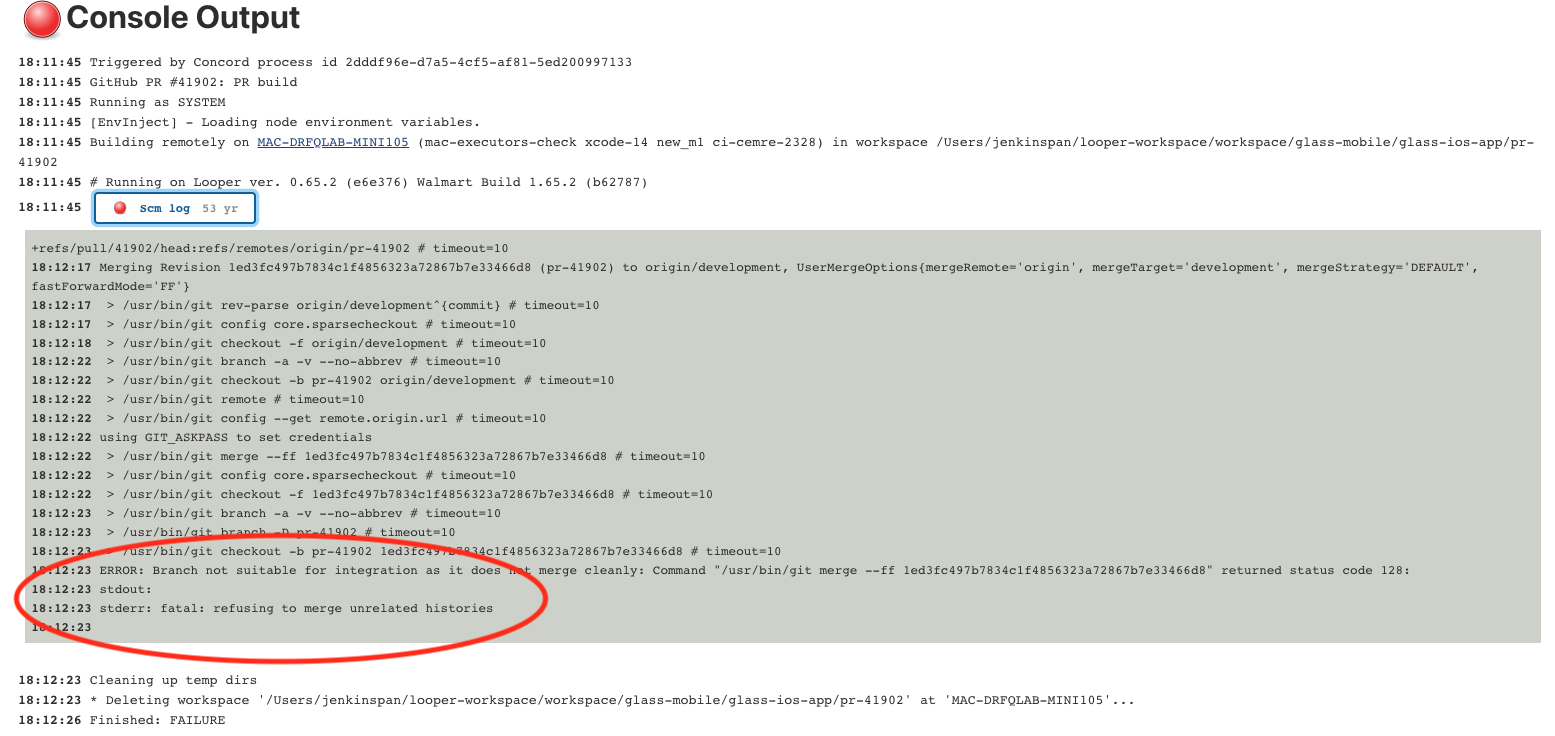 Console Output
18:11:45 Triggered by Concord process id 2dddf96e-d7a5-4cf5-af81-5ed200997133
18:11:45 GitHub PR #41902: PR build
18:11:45 Running as SYSTEM
18:11:45 [EnvInject] - Loading node environment variables.
18:11:45 Building remotely on MAC-DRFQLAB-MINI105 (mac-executors-check xcode-14 new_m1 ci-cemre-2328) in workspace /Users/jenkinspan/looper-workspace/workspace/glass-mobile/glass-ios-app/pr-
41902
18:11:45 # Running on Looper ver. 0.65.2 (e6e376) Walmart Build 1.65.2 (b62787)
18:11:45 Scm log 53 yr
+refs/pull/41902/head:refs/remotes/origin/pr-41902 # timeout=10
18:12:17 Merging Revision 1ed3fc497b7834c1f4856323a72867b7e33466d8 (pr-41902) to origin/development, UserMergeOptions{mergeRemote='origin', mergeTarget='development', mergeStrategy='DEFAULT',
fastForwardMode='FF'}
18:12:17  > /usr/bin/git rev-parse origin/development^{commit} # timeout=10
18:12:17  > /usr/bin/git config core.sparsecheckout # timeout=10
18:12:18  > /usr/bin/git checkout -f origin/development # timeout=10
18:12:22  > /usr/bin/git branch -a -v --no-abbrev # timeout=10
18:12:22  > /usr/bin/git checkout -b pr-41902 origin/development # timeout=10
18:12:22  > /usr/bin/git remote # timeout=10
18:12:22  > /usr/bin/git config --get remote.origin.url # timeout=10
18:12:22 using GIT_ASKPASS to set credentials
18:12:22  > /usr/bin/git merge --ff 1ed3fc497b7834c1f4856323a72867b7e33466d8 # timeout=10
18:12:22  > /usr/bin/git config core.sparsecheckout # timeout=10
18:12:22  > /usr/bin/git checkout -f 1ed3fc497b7834c1f4856323a72867b7e33466d8 # timeout=10
18:12:23  > /usr/bin/git branch -a -v --no-abbrev # timeout=10
18:12:23  > /usr/bin/git branch -D pr-41902 # timeout=10
18:12:23  > /usr/bin/git checkout -b pr-41902 1ed3fc497b7834c1f4856323a72867b7e33466d8 # timeout=10
18:12:23 ERROR: Branch not suitable for integration as it does not merge cleanly: Command "/usr/bin/git merge --ff 1ed3fc497b7834c1f4856323a72867b7e33466d8" returned status code 128:
18:12:23 stdout:
18:12:23 stderr: fatal: refusing to merge unrelated histories
18:12:23
18:12:23 Cleaning up temp dirs
18:12:23 * Deleting workspace '/Users/jenkinspan/looper-workspace/workspace/glass-mobile/glass-ios-app/pr-41902' at 'MAC-DRFQLAB-MINI105'...
18:12:26 Finished: FAILURE